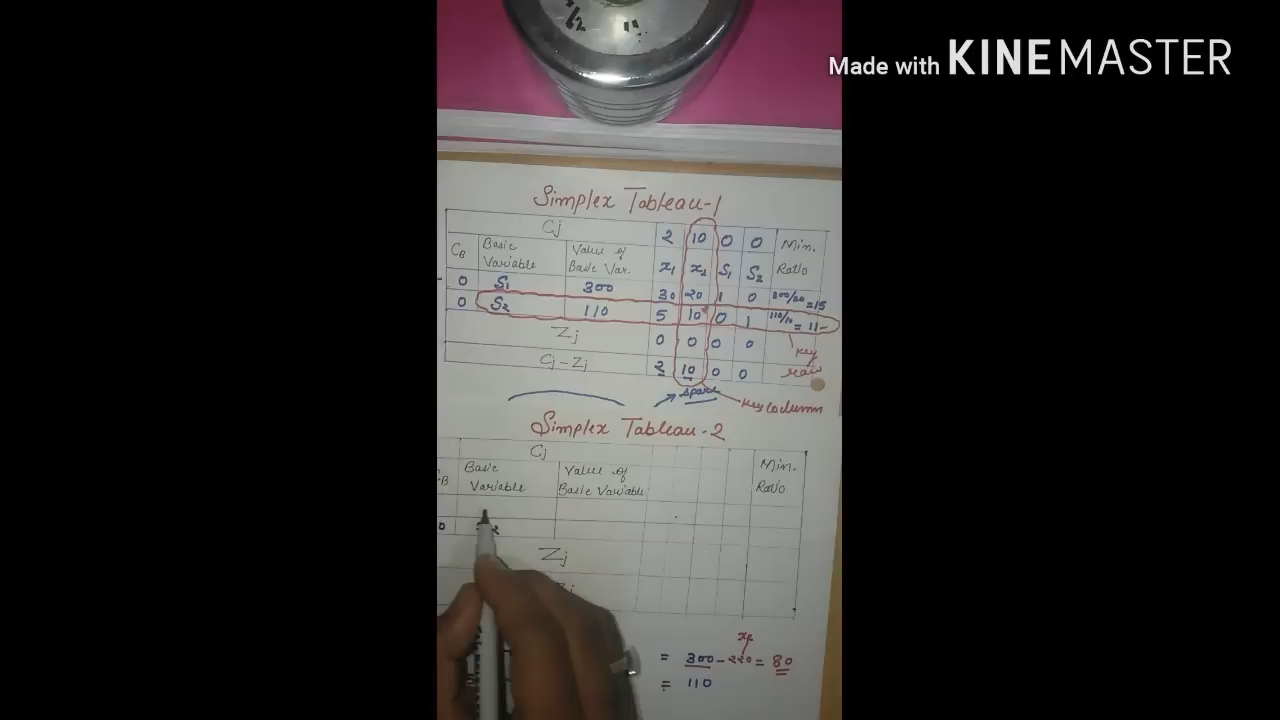 Made with KINEMASTER
Simplex Tableau-1
Cj 2 10 0 0 Min. Ratio
CB Basic Variable Value of Basic Var. x1 x2 S1 S2
0 S1 300 30 20 1 0 300/20 = 15
0 S2 110 5 10 0 1 110/10 = 11
Zj 0 0 0 0 Key
Cj - Zj 2 10 0 0
Key Column
Simplex Tableau-2
Cj Min. Ratio
Basic Variable Value of Basic Variable
0
Zj
x2
= 300 - 220 = 80
= 110